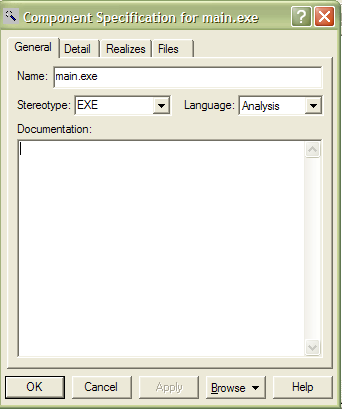 Component Specification for main.exe
General Detail Realizes Files
Name: main.exe
Stereotype: EXE Language: Analysis
Documentation:
OK Cancel Apply Browse Help